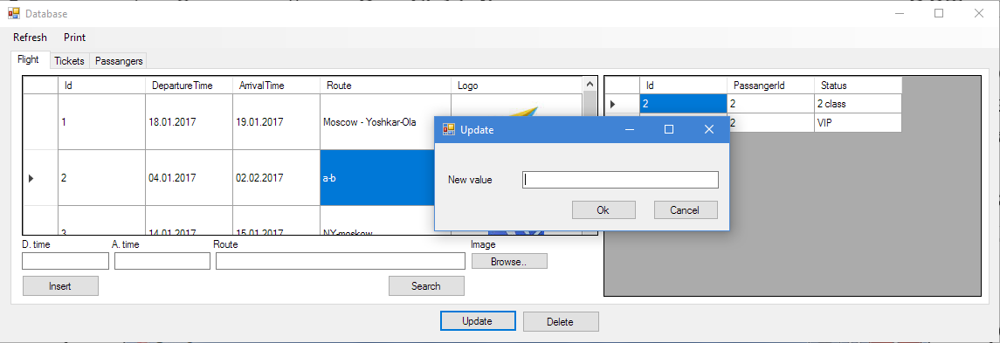 Database
Refresh Print
Flight Tickets Passangers
Id DepartureTime ArrivalTime Route Logo
1 18.01.2017 19.01.2017 Moscow - Yoshkar-Ola
2 04.01.2017 02.02.2017 a-b
3 14.01.2017 15.01.2017 NY-moskow
Id PassangerId Status
2 2 2 class
2 VIP
Update
New value
Ok Cancel
D. time A. time Route Image
Browse..
Insert Search
Update Delete